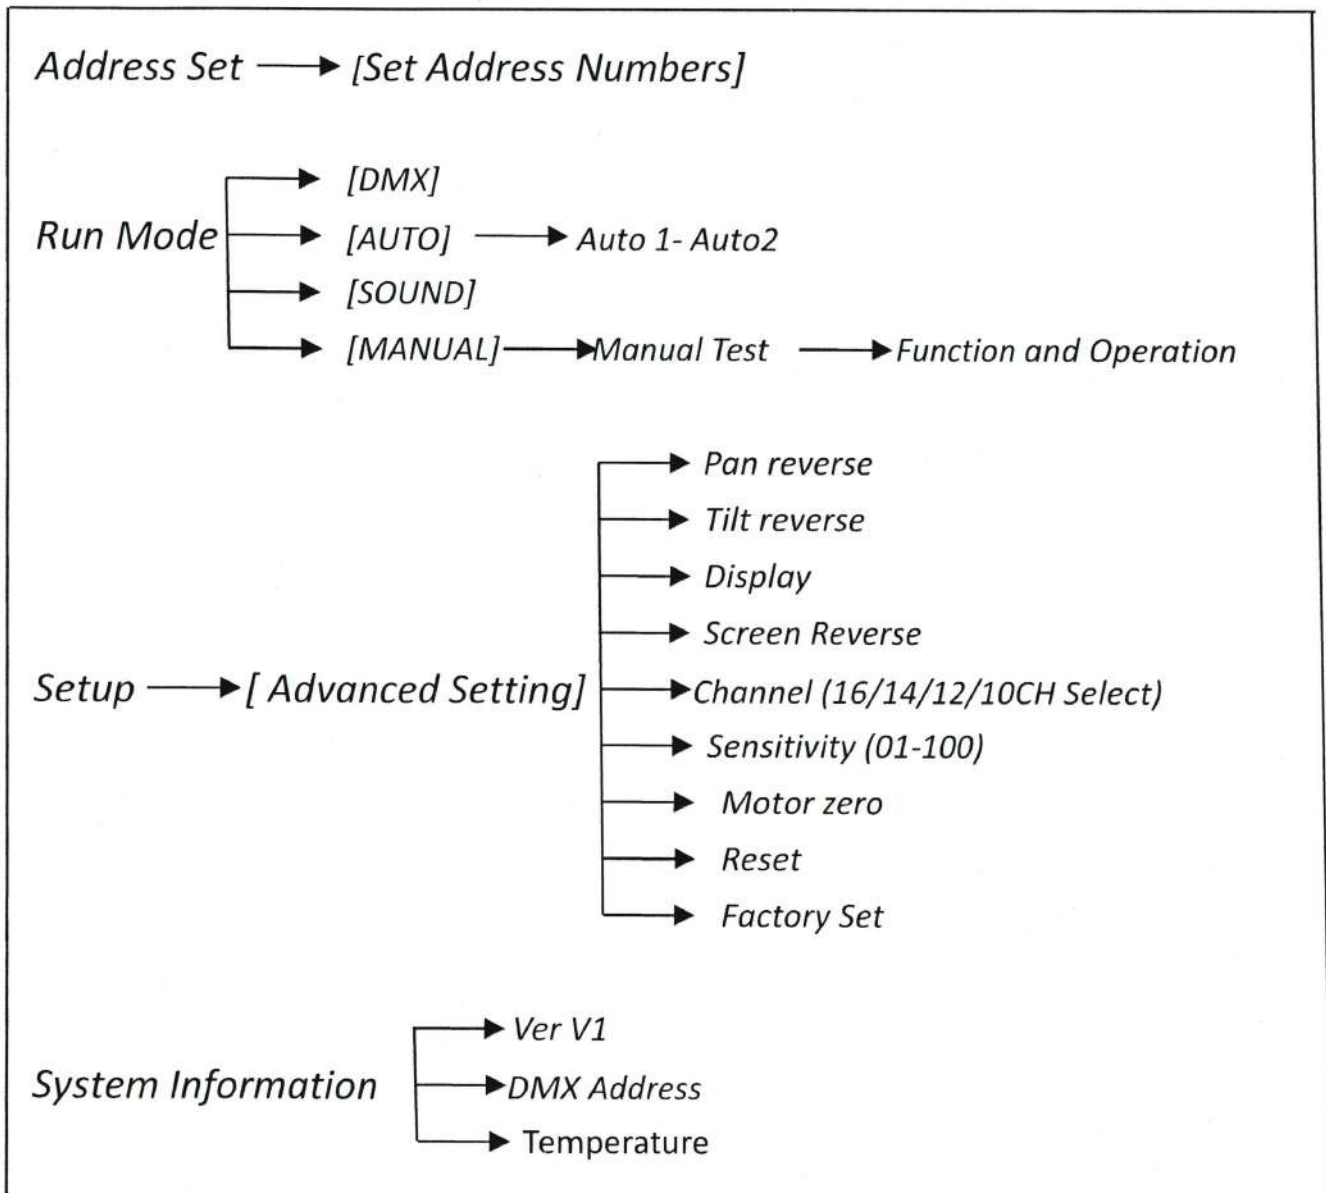 Address Set [Set Address Numbers]
[DMX]
Run Mode [AUTO] Auto 1- Auto2
[SOUND]
[MANUAL] Manual Test Function and Operation
Pan reverse
Tilt reverse
Display
Screen Reverse
Setup [ Advanced Setting] Channel (16/14/12/10CH Select)
Sensitivity (01-100)
Motor zero
Reset
Factory Set
Ver V1
System Information DMX Address
Temperature